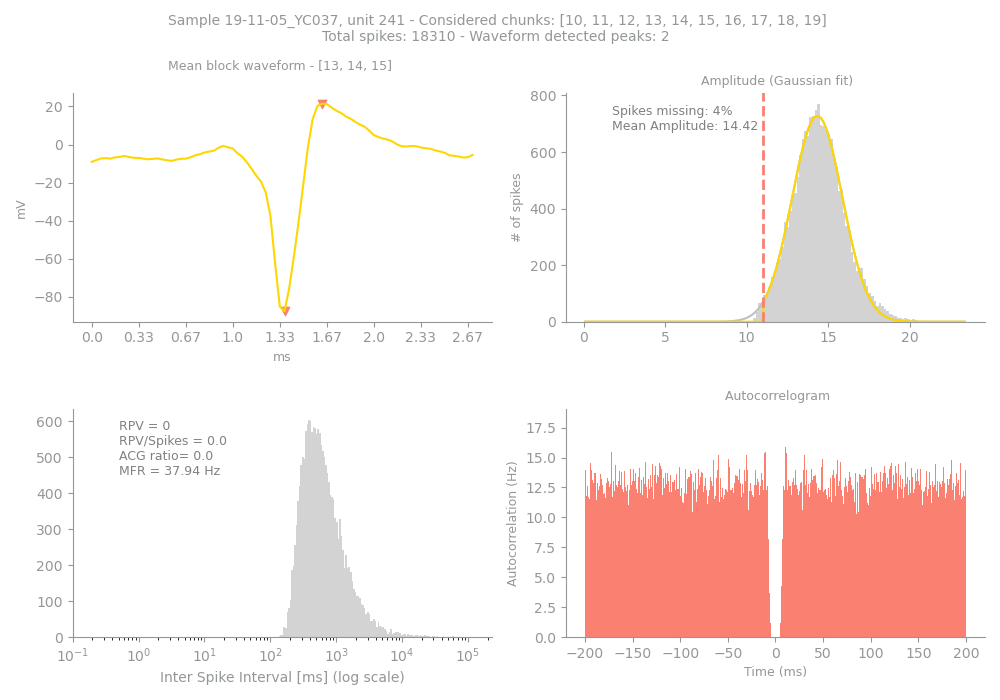 Sample 19-11-05_YC037, unit 241 - Considered chunks: [10, 11, 12, 13, 14, 15, 16, 17, 18, 19]
Total spikes: 18310 - Waveform detected peaks: 2
Mean block waveform - [13, 14, 15]
20
0
−20
−40
−60
−80
mV
0.0 0.33 0.67 1.0 1.33 1.67 2.0 2.33 2.67
ms
Amplitude (Gaussian fit)
Spikes missing: 4%
Mean Amplitude: 14.42
800
600
400
200
0
# of spikes
0 5 10 15 20
RPV = 0
RPV/Spikes = 0.0
ACG ratio= 0.0
MFR = 37.94 Hz
600
500
400
300
200
100
0
10⁻¹ 10⁰ 10¹ 10² 10³ 10⁴ 10⁵
Inter Spike Interval [ms] (log scale)
Autocorrelogram
17.5
15.0
12.5
10.0
7.5
5.0
2.5
0.0
Autocorrelation (Hz)
−200 −150 −100 −50 0 50 100 150 200
Time (ms)